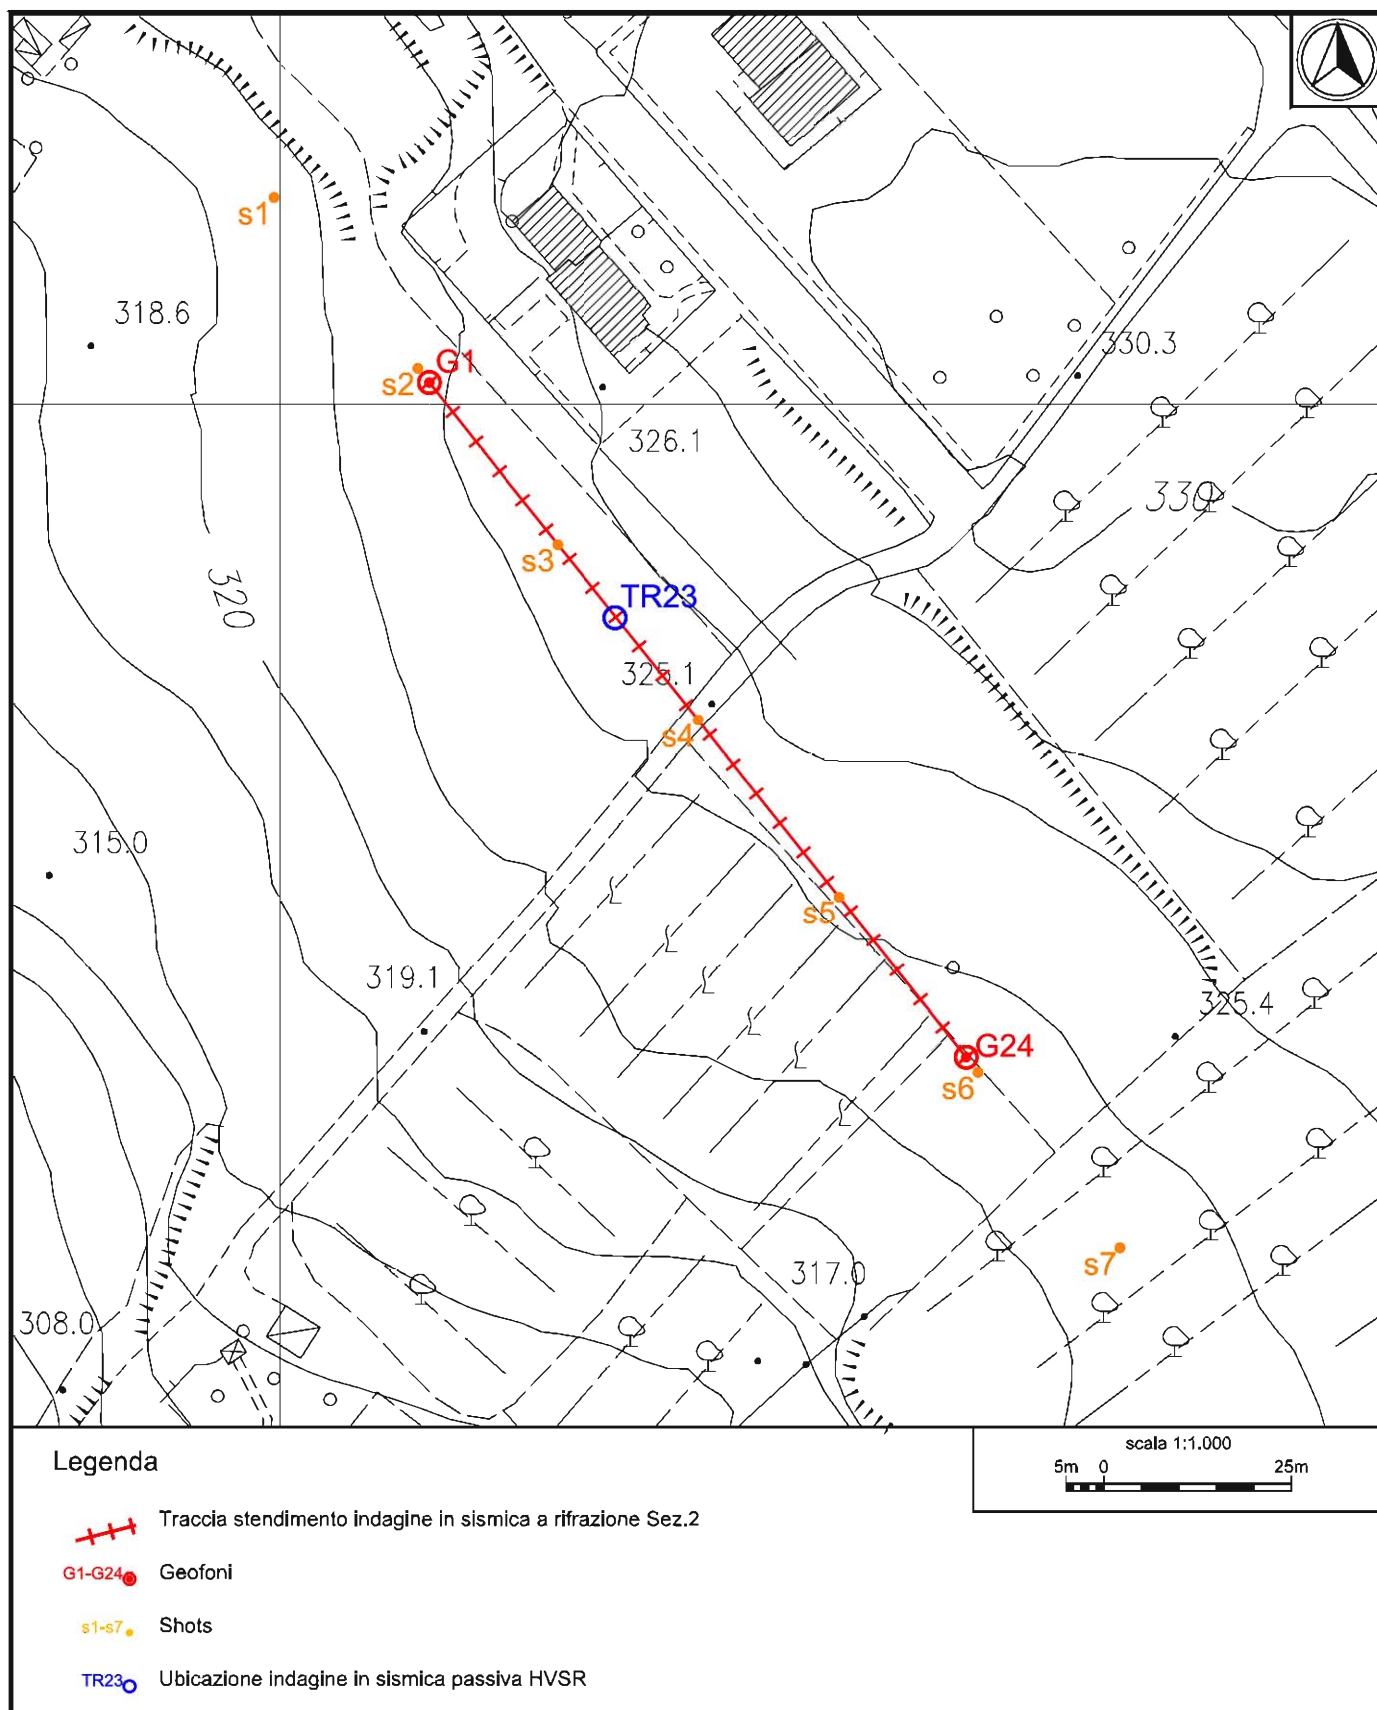 s1
318.6
G1
s2
330.3
326.1
330
s3
320
TR23
325.1
s4
315.0
s5
319.1
325.4
G24
s6
s7
317.0
308.0
Legenda
scala 1:1.000
5m 0 25m
Traccia stendimento indagine in sismica a rifrazione Sez.2
G1-G24 Geofoni
s1-s7 Shots
TR23 Ubicazione indagine in sismica passiva HVSR